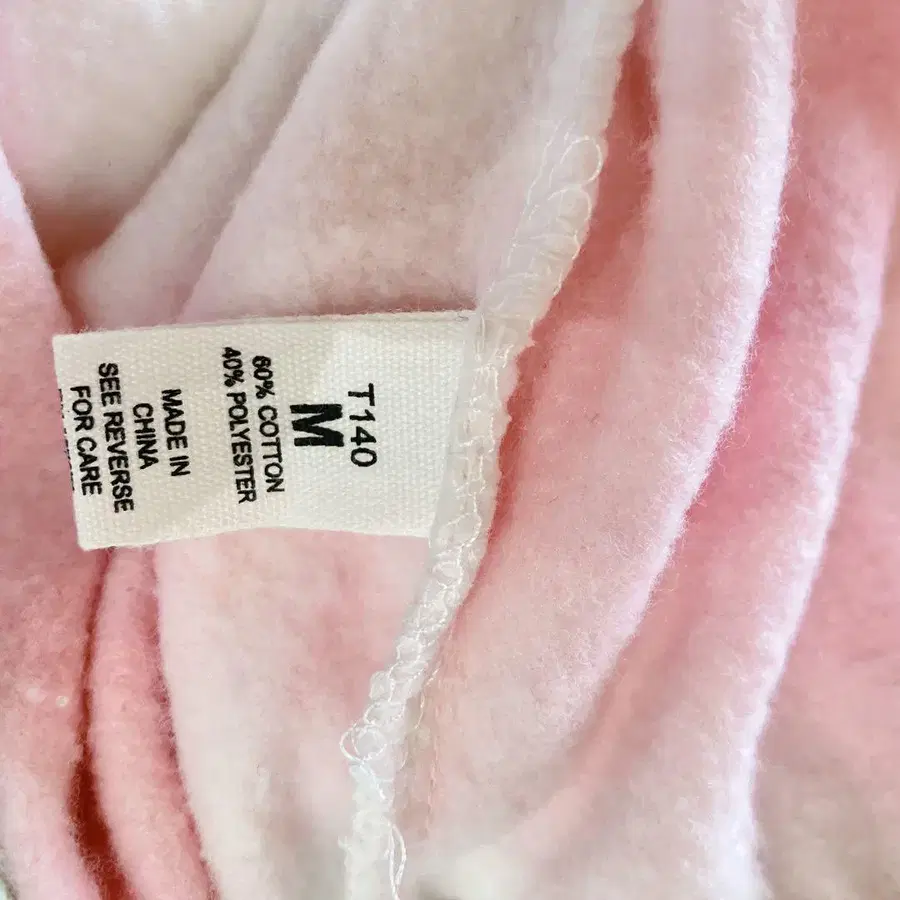 T140
M
60% COTTON
40% POLYESTER
MADE IN
CHINA
SEE REVERSE
FOR CARE